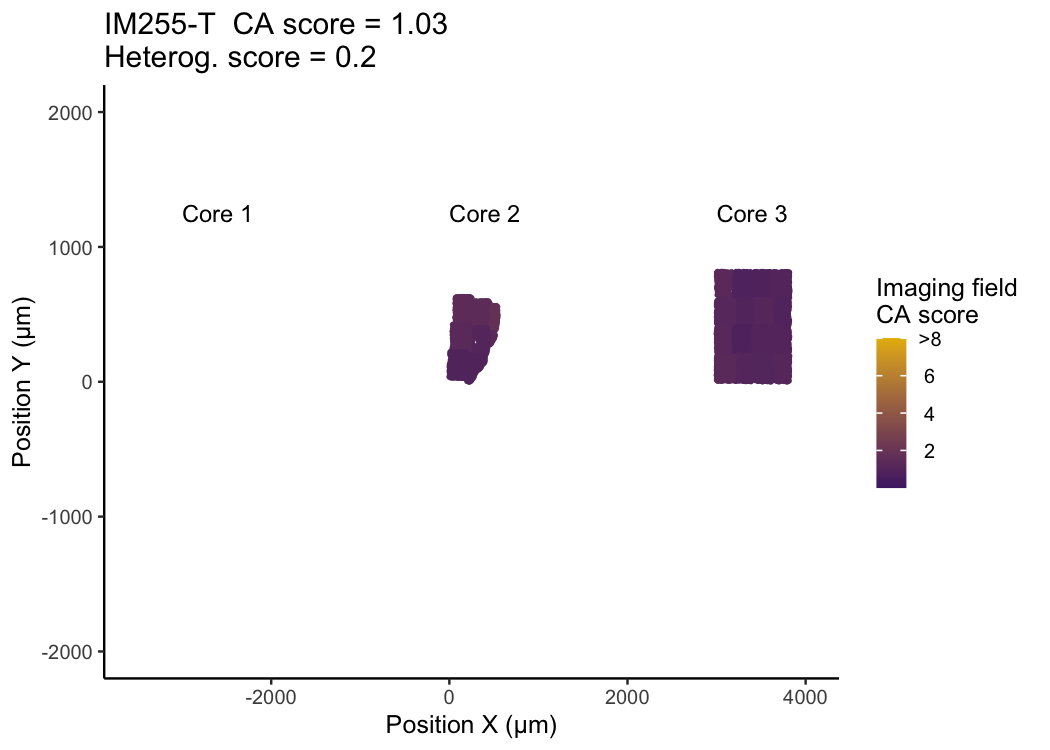 IM255-T  CA score = 1.03
Heterog. score = 0.2
2000
1000
0
-1000
-2000
Position Y (µm)
Core 1
Core 2
Core 3
-2000
0
2000
4000
Position X (µm)
Imaging field
CA score
>8
6
4
2